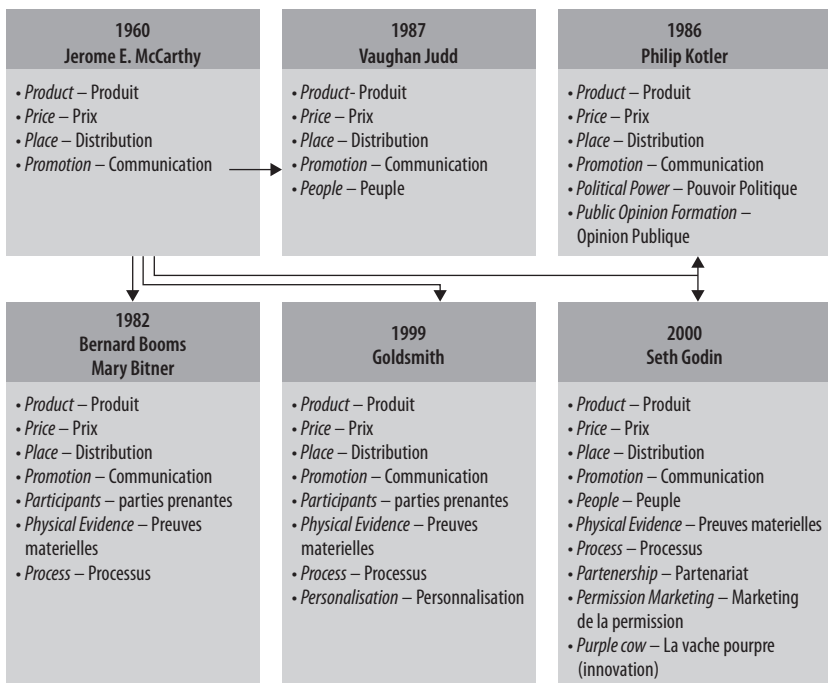 1960
Jerome E. McCarthy
• Product – Produit
• Price – Prix
• Place – Distribution
• Promotion – Communication
1987
Vaughan Judd
• Product- Produit
• Price – Prix
• Place – Distribution
• Promotion – Communication
• People – Peuple
1986
Philip Kotler
• Product – Produit
• Price – Prix
• Place – Distribution
• Promotion – Communication
• Political Power – Pouvoir Politique
• Public Opinion Formation –
Opinion Publique
1982
Bernard Booms
Mary Bitner
• Product – Produit
• Price – Prix
• Place – Distribution
• Promotion – Communication
• Participants – parties prenantes
• Physical Evidence – Preuves
materielles
• Process – Processus
1999
Goldsmith
• Product – Produit
• Price – Prix
• Place – Distribution
• Promotion – Communication
• Participants – parties prenantes
• Physical Evidence – Preuves
materielles
• Process – Processus
• Personalisation – Personnalisation
2000
Seth Godin
• Product – Produit
• Price – Prix
• Place – Distribution
• Promotion – Communication
• People – Peuple
• Physical Evidence – Preuves materielles
• Process – Processus
• Partenership – Partenariat
• Permission Marketing – Marketing
de la permission
• Purple cow – La vache pourpre
(innovation)